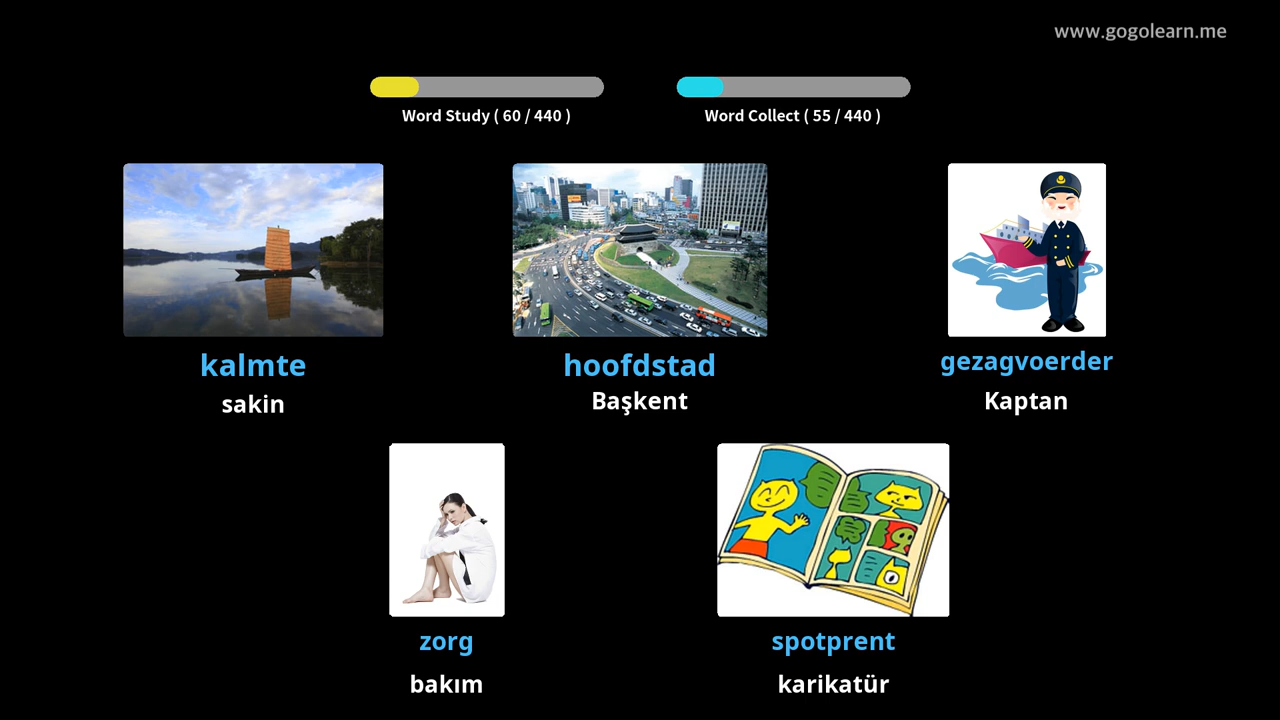 www.gogolearn.me
Word Study ( 60 / 440 )
Word Collect ( 55 / 440 )
kalmte
sakin
hoofdstad
Başkent
gezagvoerder
Kaptan
zorg
bakım
spotprent
karikatür